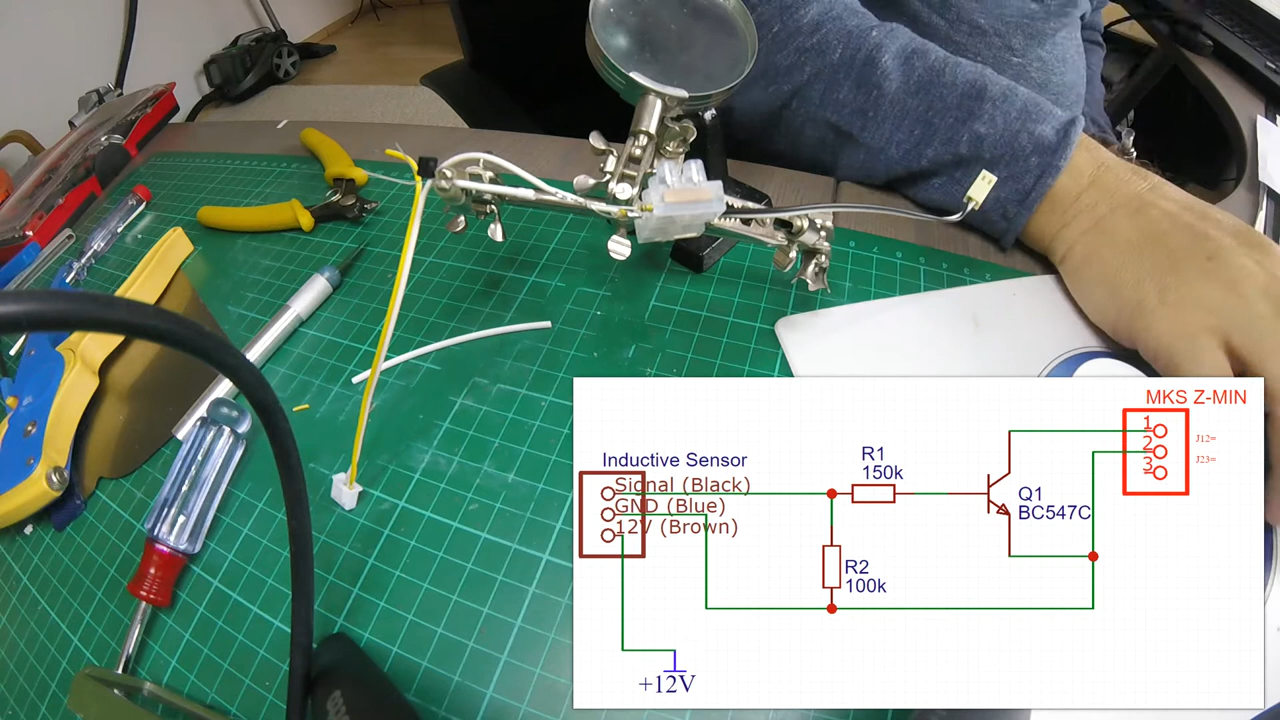 MKS Z-MIN
1
2
3
J12=
J23=
Inductive Sensor
Signal (Black)
GND (Blue)
12V (Brown)
R1
150k
Q1
BC547C
R2
100k
+12V